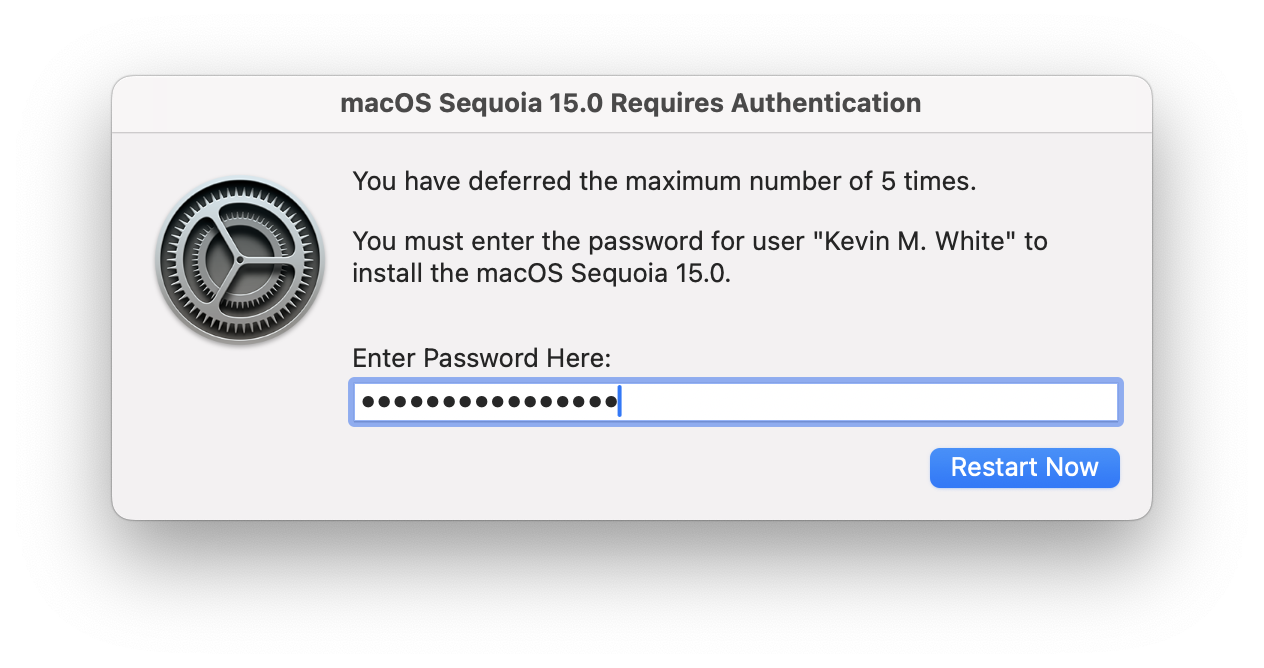 macOS Sequoia 15.0 Requires Authentication
You have deferred the maximum number of 5 times.
You must enter the password for user "Kevin M. White" to
install the macOS Sequoia 15.0.
Enter Password Here:
••••••••••••••••
Restart Now